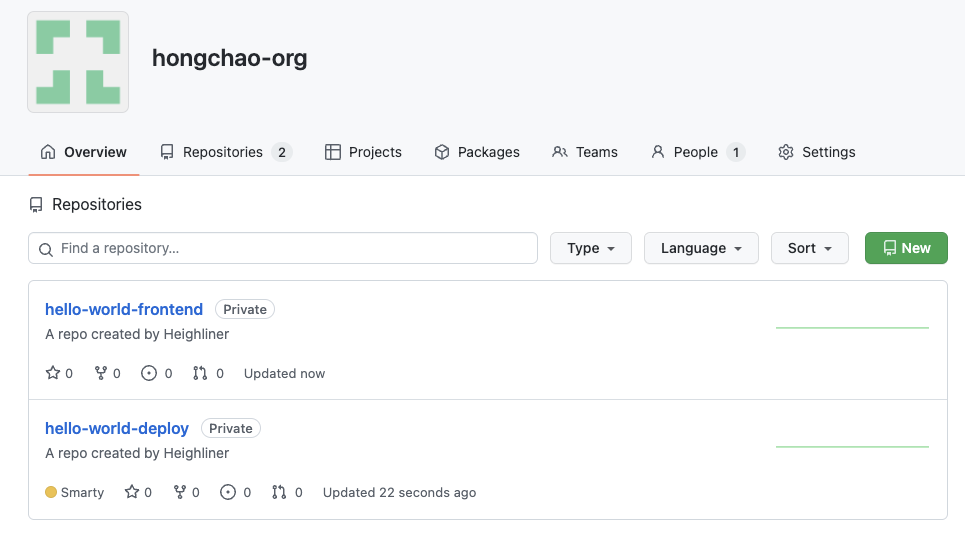 hongchao-org
Overview Repositories 2 Projects Packages Teams People 1 Settings
Repositories
Find a repository... Type Language Sort New
hello-world-frontend Private
A repo created by Heighliner
0 0 0 0 Updated now
hello-world-deploy Private
A repo created by Heighliner
Smarty 0 0 0 0 Updated 22 seconds ago